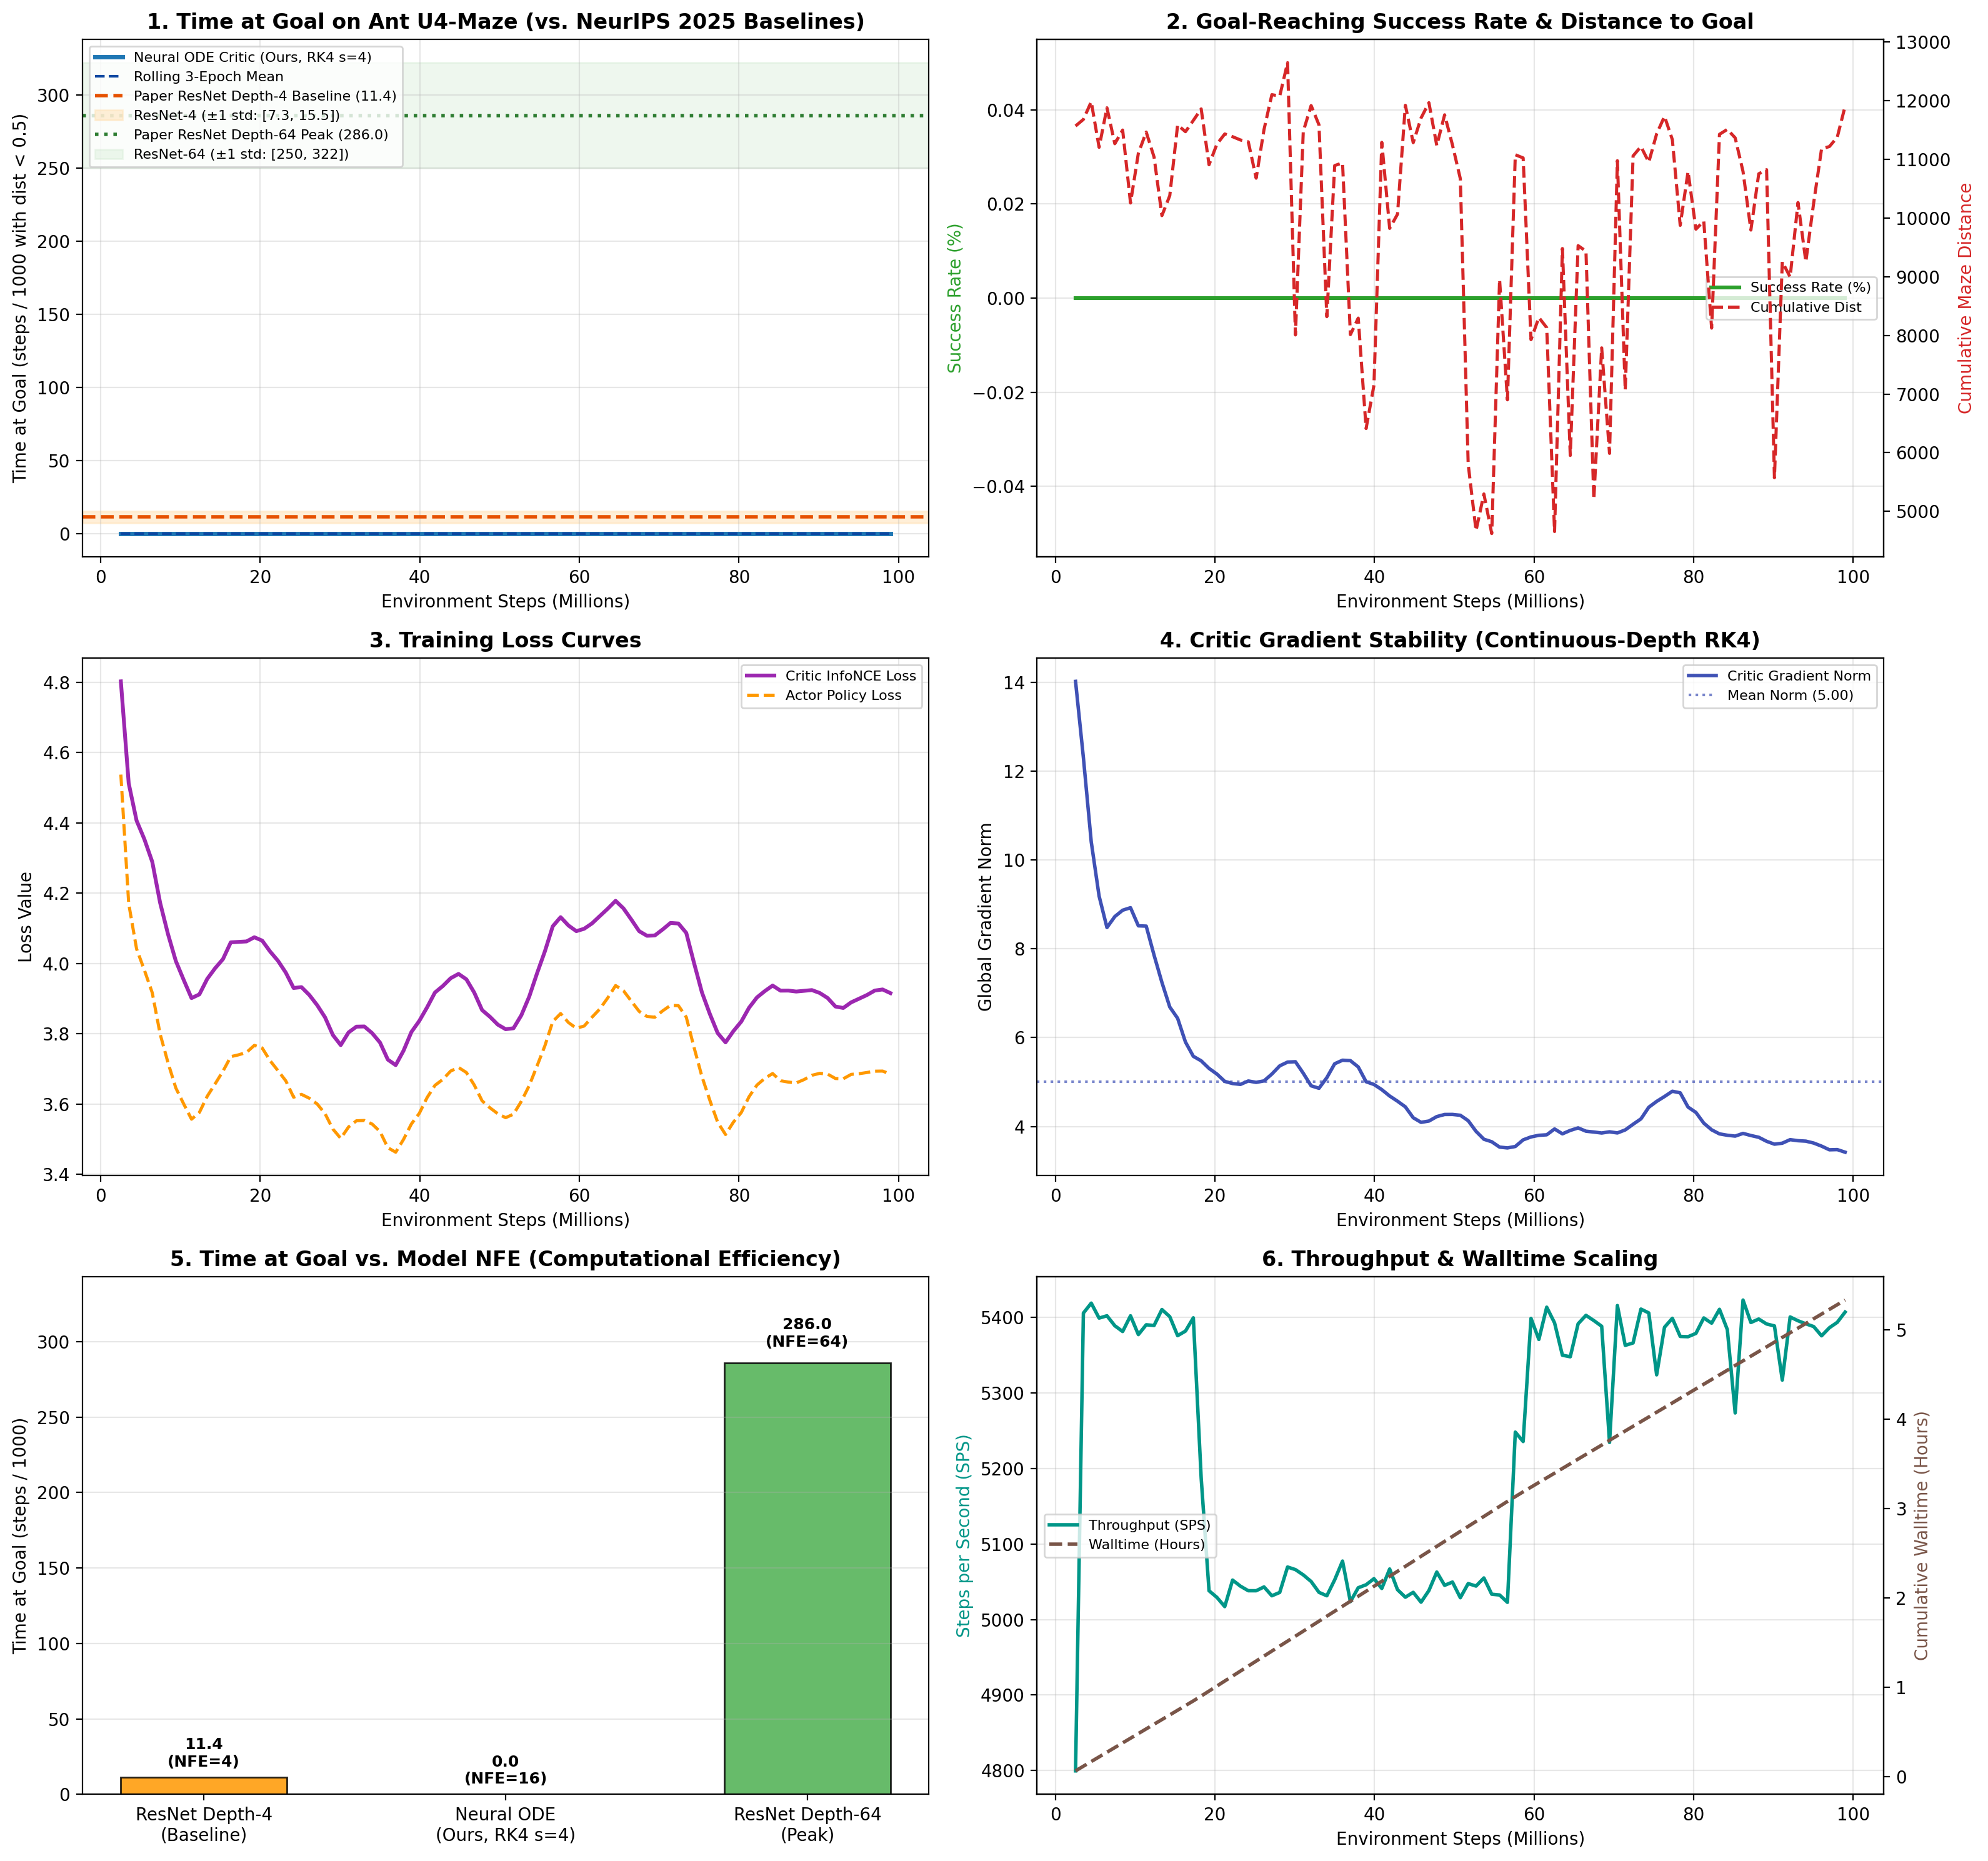 1. Time at Goal on Ant U4-Maze (vs. NeurIPS 2025 Baselines)
Neural ODE Critic (Ours, RK4 s=4)
Rolling 3-Epoch Mean
Paper ResNet Depth-4 Baseline (11.4)
ResNet-4 (±1 std: [7.3, 15.5])
Paper ResNet Depth-64 Peak (286.0)
ResNet-64 (±1 std: [250, 322])
Time at Goal (steps / 1000 with dist < 0.5)
300
250
200
150
100
50
0
0 20 40 60 80 100
Environment Steps (Millions)
2. Goal-Reaching Success Rate & Distance to Goal
Success Rate (%)
0.04
0.02
0.00
−0.02
−0.04
Success Rate (%)
Cumulative Dist
13000
12000
11000
10000
9000
8000
7000
6000
5000
Cumulative Maze Distance
0 20 40 60 80 100
Environment Steps (Millions)
3. Training Loss Curves
Critic InfoNCE Loss
Actor Policy Loss
Loss Value
4.8
4.6
4.4
4.2
4.0
3.8
3.6
3.4
0 20 40 60 80 100
Environment Steps (Millions)
4. Critic Gradient Stability (Continuous-Depth RK4)
Critic Gradient Norm
Mean Norm (5.00)
Global Gradient Norm
14
12
10
8
6
4
0 20 40 60 80 100
Environment Steps (Millions)
5. Time at Goal vs. Model NFE (Computational Efficiency)
Time at Goal (steps / 1000)
300
250
200
150
100
50
0
11.4
(NFE=4)
0.0
(NFE=16)
286.0
(NFE=64)
ResNet Depth-4
(Baseline)
Neural ODE
(Ours, RK4 s=4)
ResNet Depth-64
(Peak)
6. Throughput & Walltime Scaling
Steps per Second (SPS)
5400
5300
5200
5100
5000
4900
4800
Throughput (SPS)
Walltime (Hours)
5
4
3
2
1
0
Cumulative Walltime (Hours)
0 20 40 60 80 100
Environment Steps (Millions)